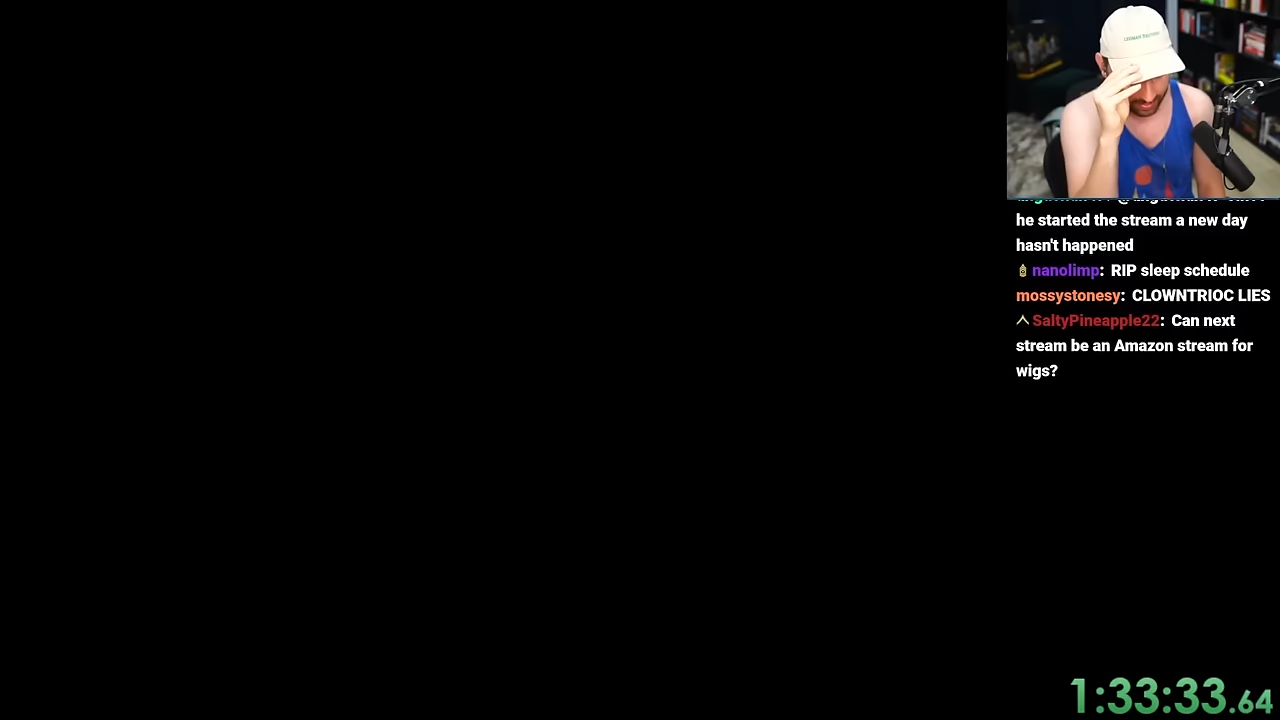 he started the stream a new day
hasn't happened
nanolimp: RIP sleep schedule
mossystonesy: CLOWNTRIOC LIES
SaltyPineapple22: Can next
stream be an Amazon stream for
wigs?
1:33:33.64